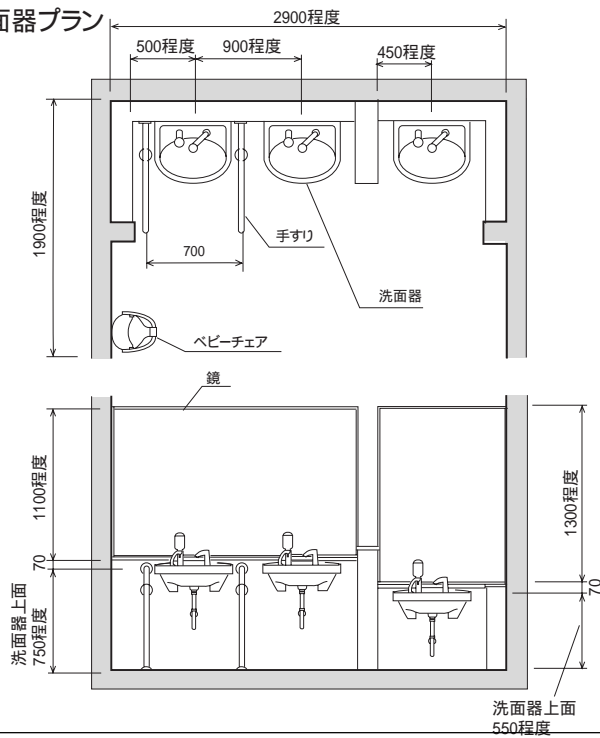 面器プラン
2900程度
500程度
900程度
450程度
1900程度
700
手すり
洗面器
ベビーチェア
鏡
1100程度
70
洗面器上面
750程度
1300程度
70
洗面器上面
550程度